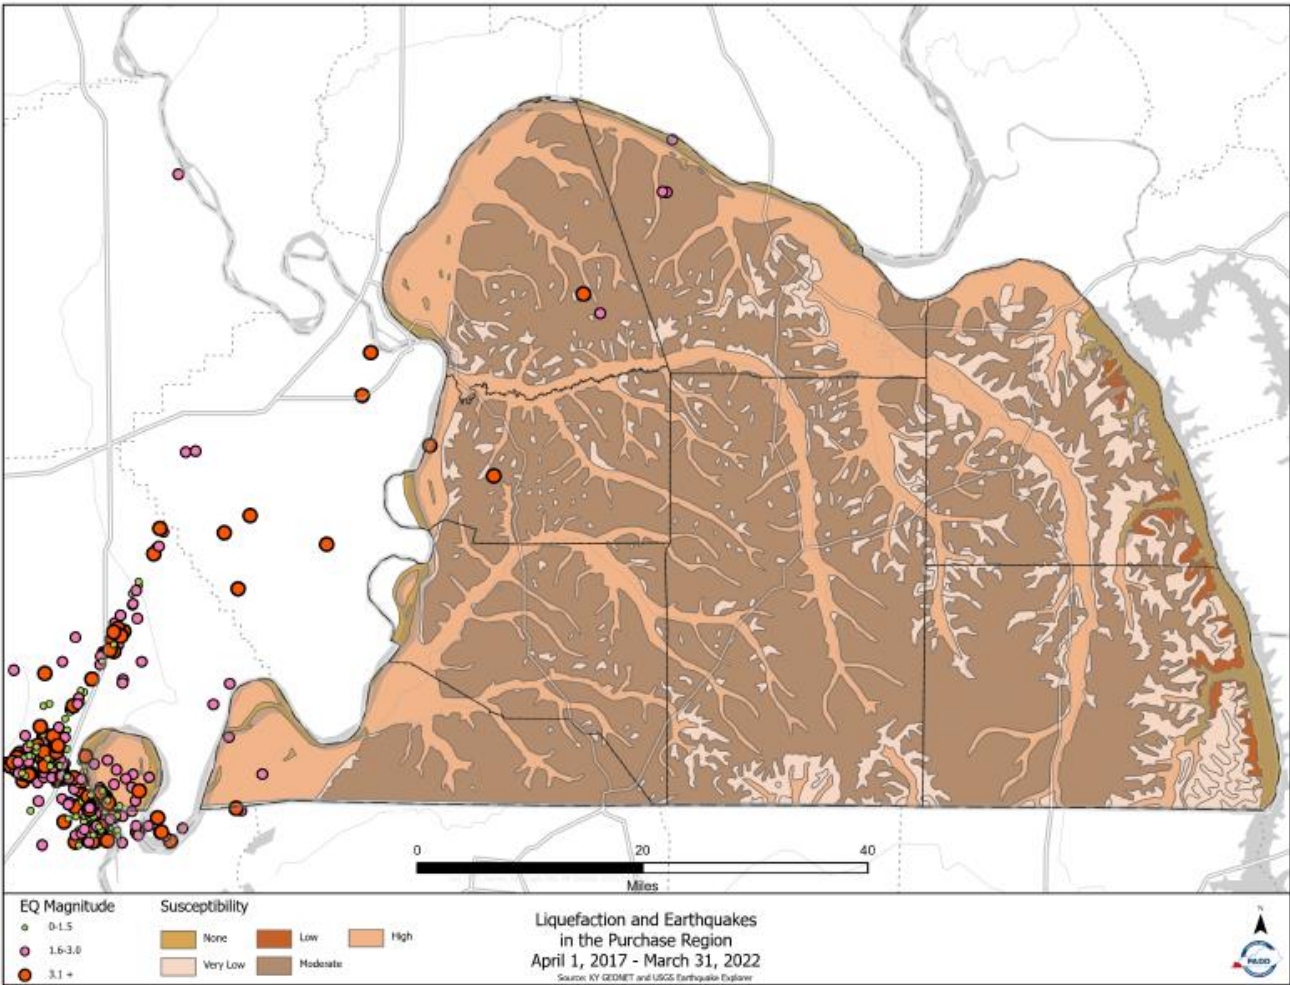 0 20 40
Miles
EQ Magnitude
0-1.5
1.6-3.0
3.1 +
Susceptibility
None
Low
High
Very Low
Moderate
Liquefaction and Earthquakes
in the Purchase Region
April 1, 2017 - March 31, 2022
Source: KY GEONET and USGS Earthquake Explorer
N
PADD